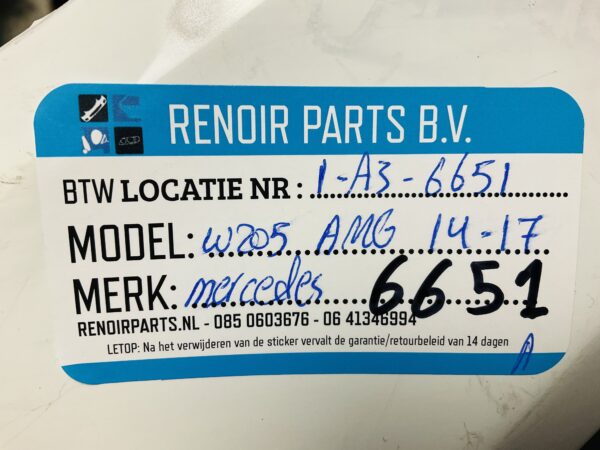 RENOIR PARTS B.V.
BTW LOCATIE NR: 1-A3-6651
MODEL: W205 AMG 14-17
MERK: mercedes 6651
RENOIRPARTS.NL - 085 0603676 - 06 41346994
LETOP: Na het verwijderen van de sticker vervalt de garantie/retourbeleid van 14 dagen
A